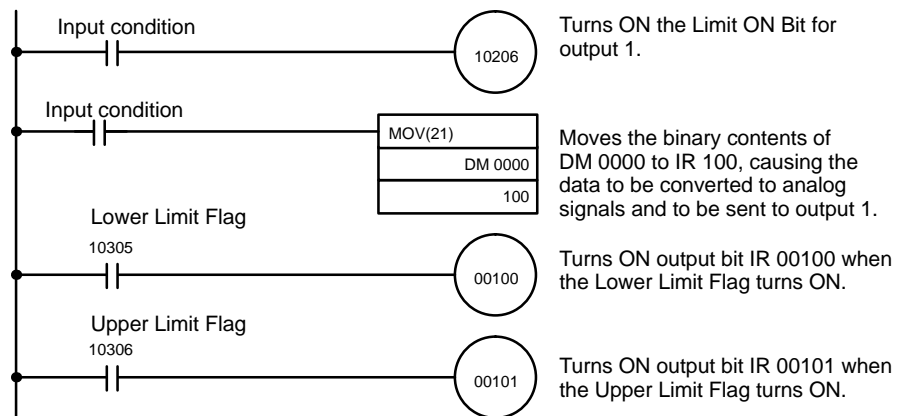 Input condition
10206
Turns ON the Limit ON Bit for
output 1.
Input condition
MOV(21)
DM 0000
100
Moves the binary contents of
DM 0000 to IR 100, causing the
data to be converted to analog
signals and to be sent to output 1.
Lower Limit Flag
10305
00100
Turns ON output bit IR 00100 when
the Lower Limit Flag turns ON.
Upper Limit Flag
10306
00101
Turns ON output bit IR 00101 when
the Upper Limit Flag turns ON.